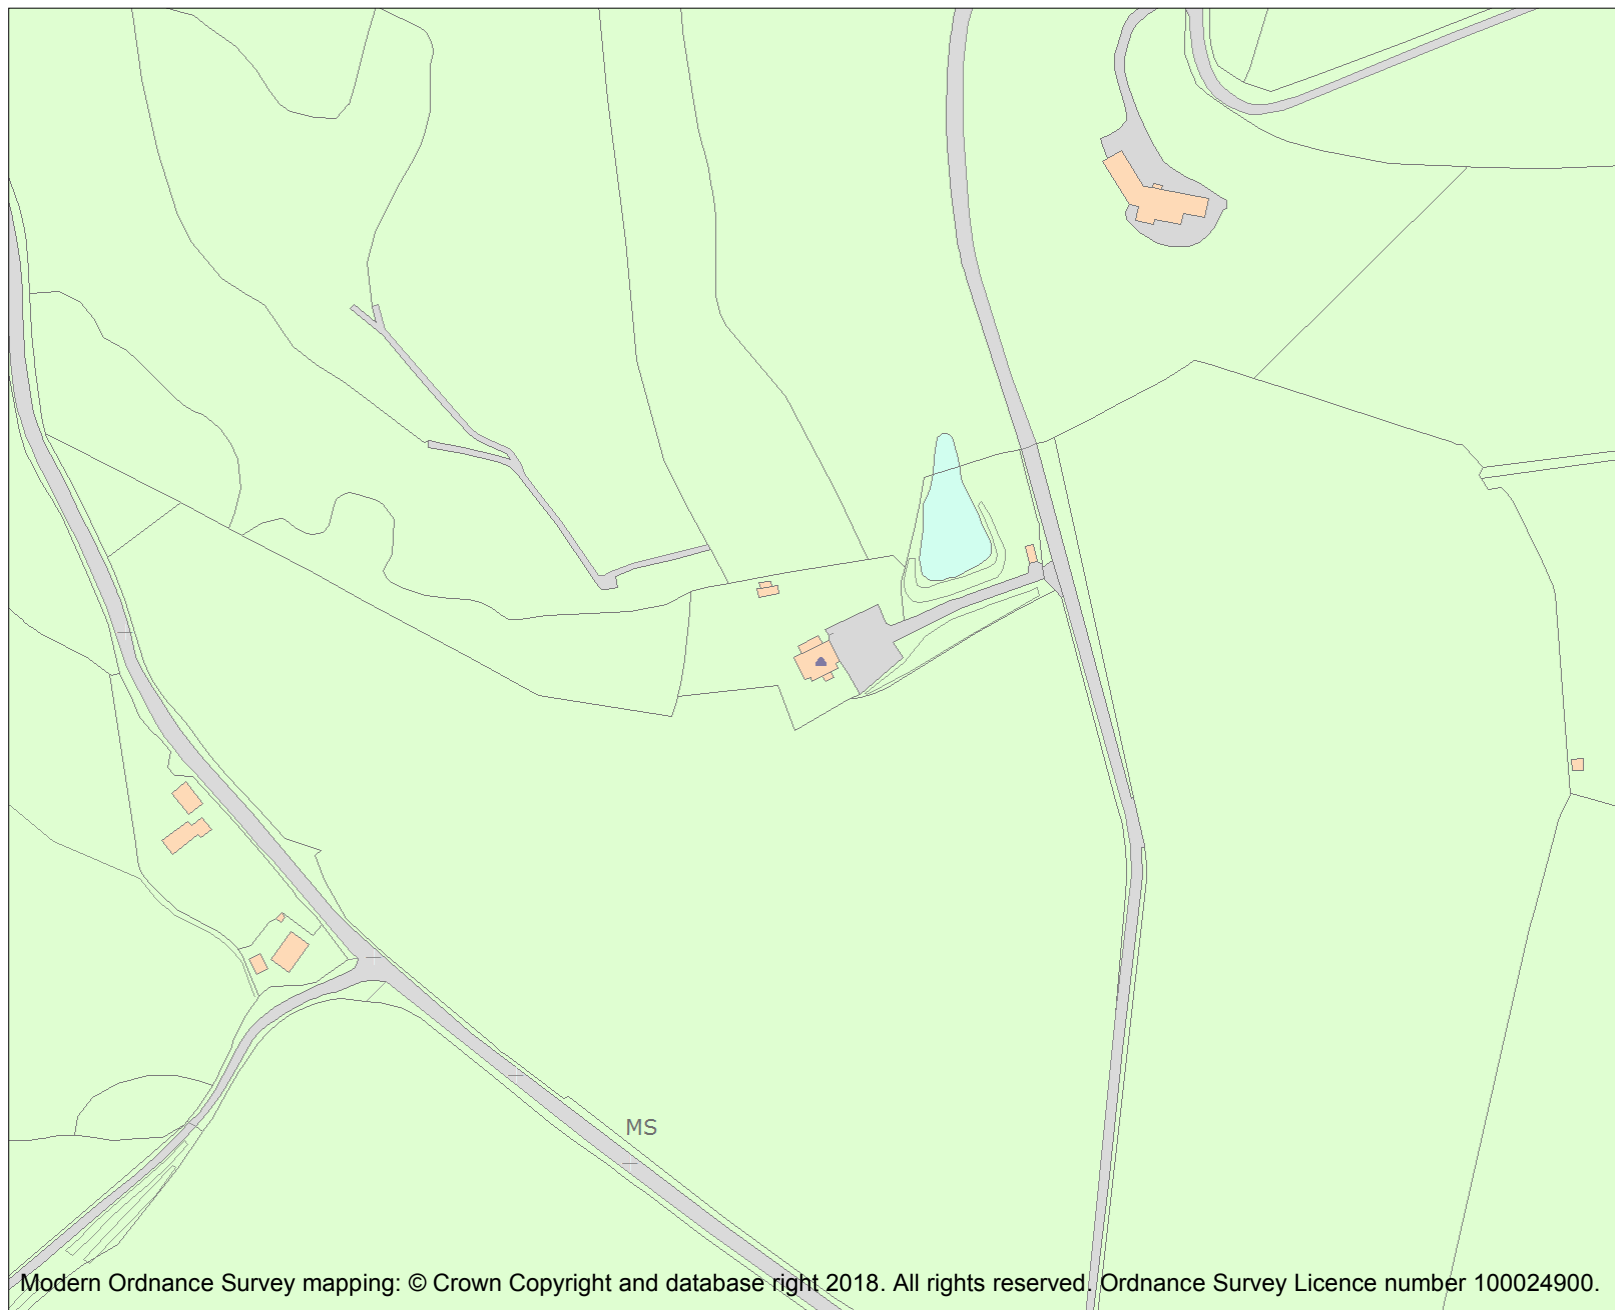 MS
Modern Ordnance Survey mapping: © Crown Copyright and database right 2018. All rights reserved. Ordnance Survey Licence number 100024900.